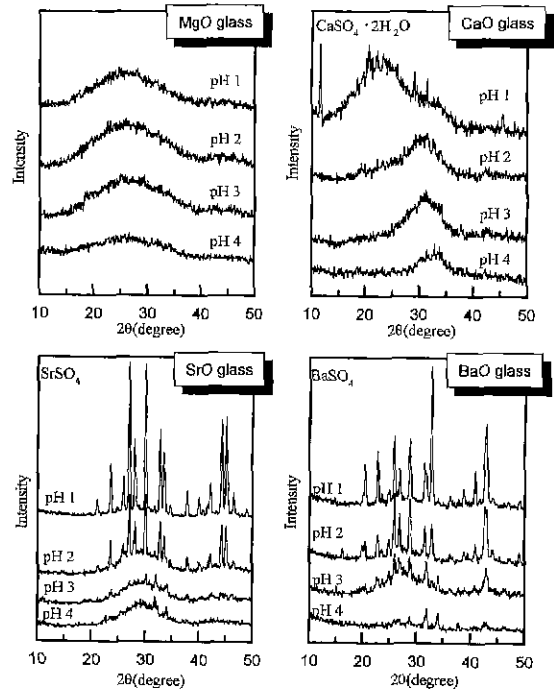 MgO glass
pH 1
pH 2
pH 3
pH 4
Intensity
10 20 30 40 50
2θ(degree)
CaSO₄ · 2H₂O
CaO glass
pH 1
pH 2
pH 3
pH 4
Intensity
10 20 30 40 50
2θ(degree)
SrSO₄
SrO glass
pH 1
pH 2
pH 3
pH 4
Intensity
10 20 30 40 50
2θ(degree)
BaSO₄
BaO glass
pH 1
pH 2
pH 3
pH 4
Intensity
10 20 30 40 50
2θ(degree)